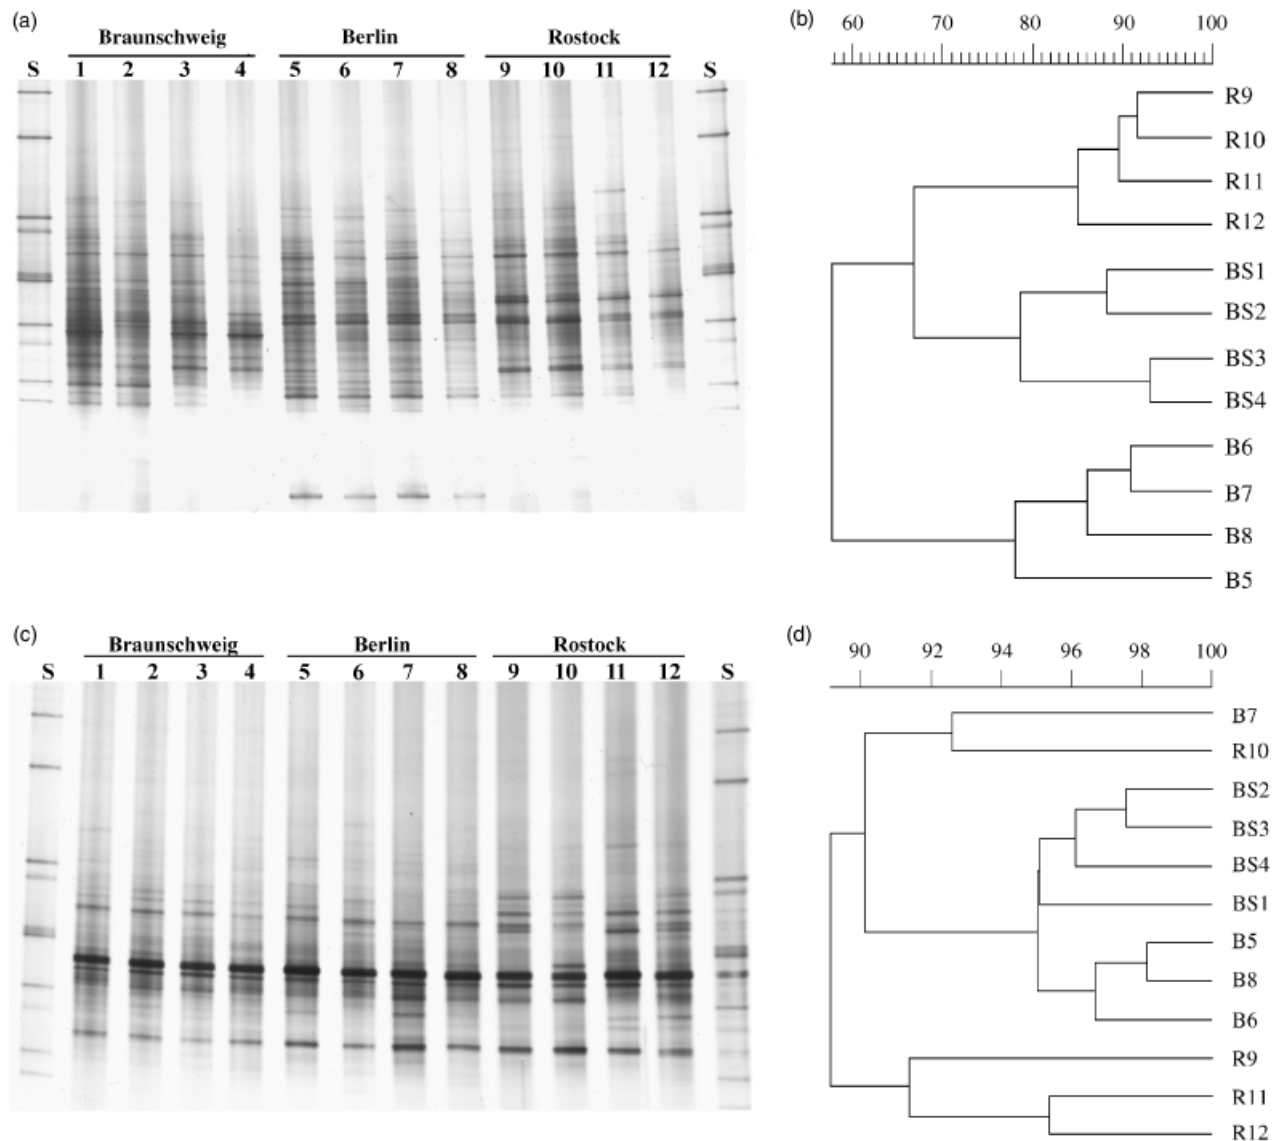 (a)
Braunschweig Berlin Rostock
S 1 2 3 4 5 6 7 8 9 10 11 12 S
(b)
60 70 80 90 100
R9
R10
R11
R12
BS1
BS2
BS3
BS4
B6
B7
B8
B5
(c)
Braunschweig Berlin Rostock
S 1 2 3 4 5 6 7 8 9 10 11 12 S
(d)
90 92 94 96 98 100
B7
R10
BS2
BS3
BS4
BS1
B5
B8
B6
R9
R11
R12